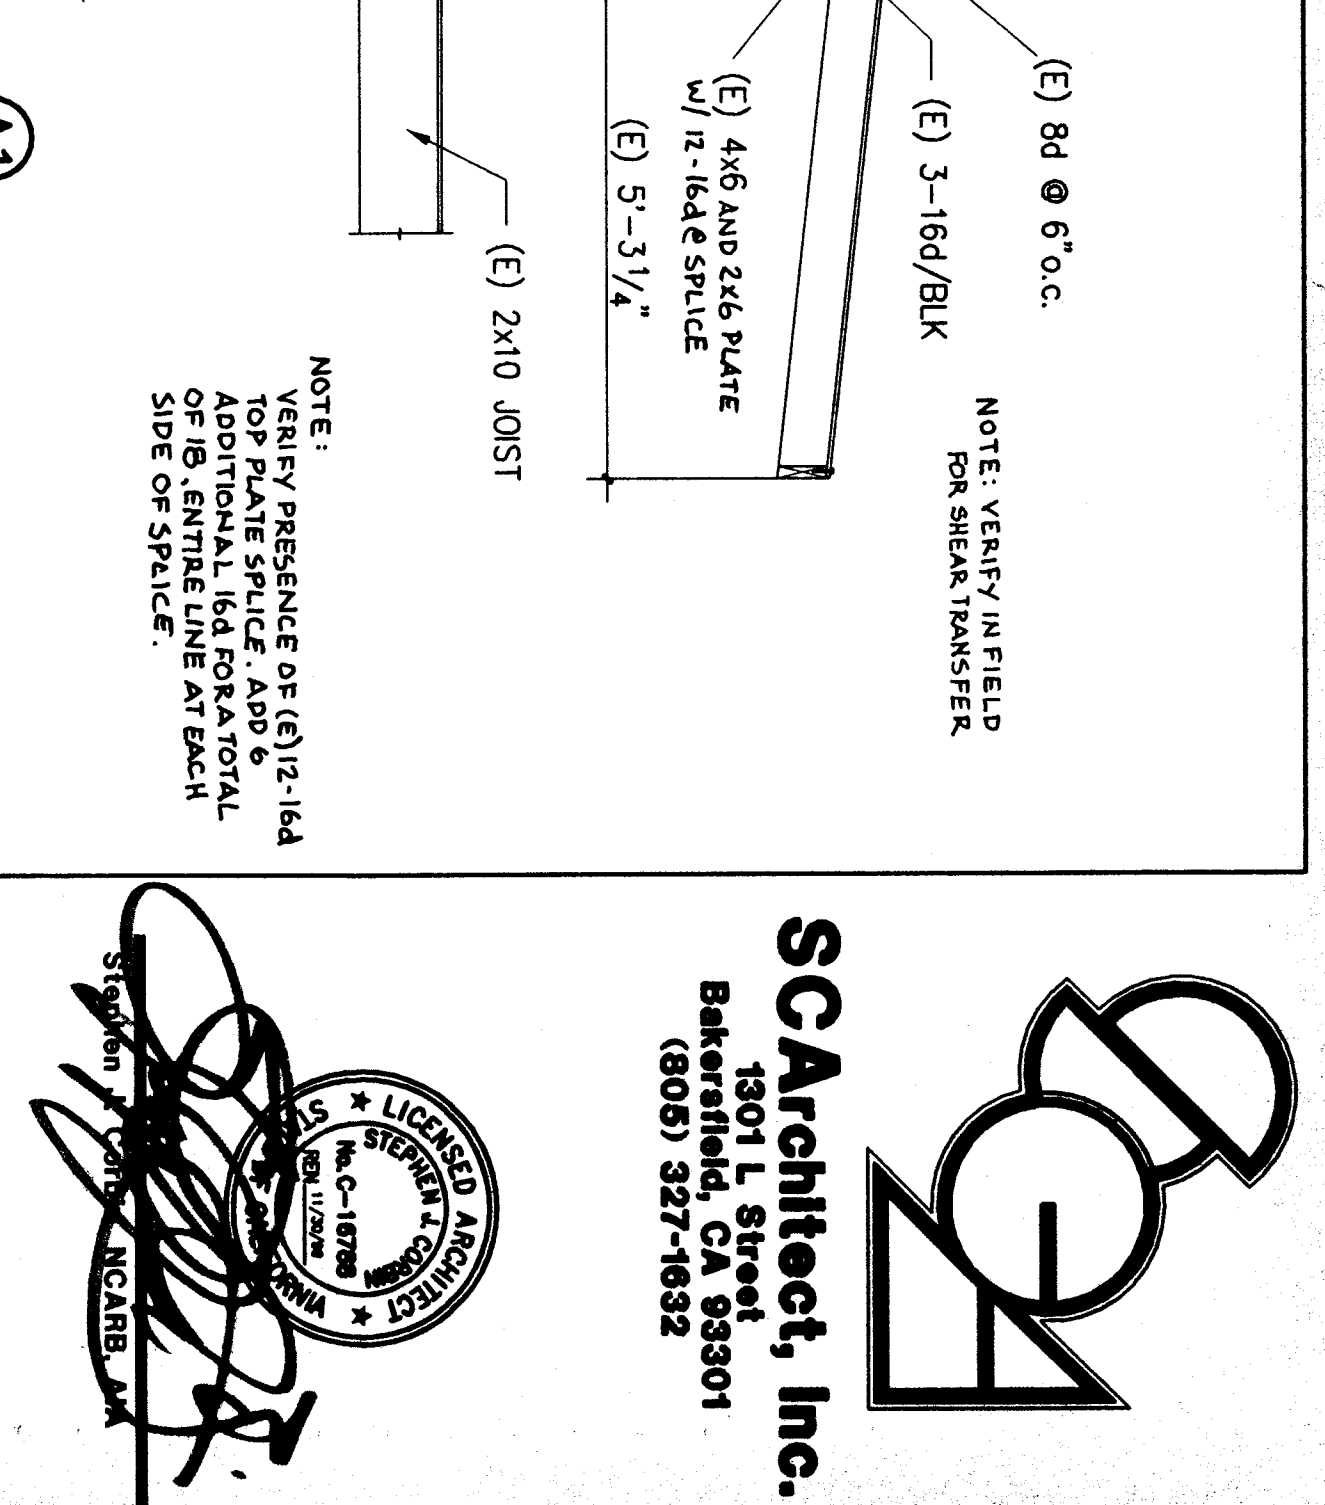 (E) 8d @ 6"o.c.
(E) 3-16d/BLK
NOTE: VERIFY IN FIELD
FOR SHEAR TRANSFER
(E) 4x6 AND 2x6 PLATE
W/ 12-16d@ SPLICE
(E) 5'-3 1/4"
(E) 2x10 JOIST
NOTE:
VERIFY PRESENCE OF (E)12-16d
TOP PLATE SPLICE. ADD 6
ADDITIONAL 16d FOR A TOTAL
OF 18, ENTIRE LINE AT EACH
SIDE OF SPLICE.
SCArchitect, Inc.
1301 L Street
Bakersfield, CA 93301
(805) 327-1632
LICENSED ARCHITECT
STEPHEN J. CORBIN
No. C-16788
REN. 11/30/
Stephen J. NCARB, AIA